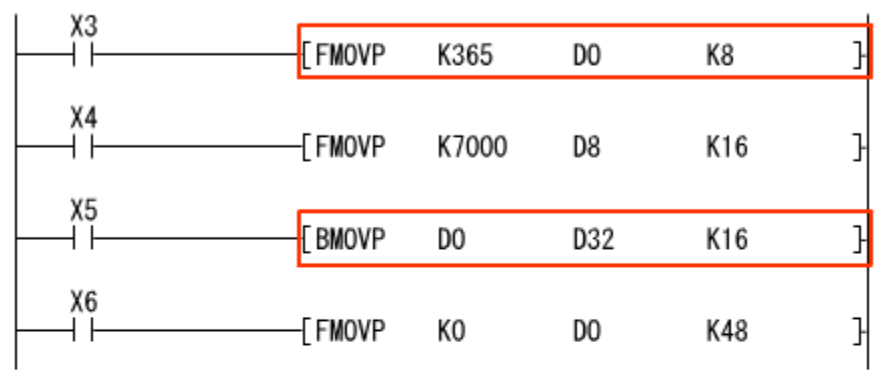 X3
[FMOVP K365 D0 K8 ]
X4
[FMOVP K7000 D8 K16 ]
X5
[BMOVP D0 D32 K16 ]
X6
[FMOVP K0 D0 K48 ]